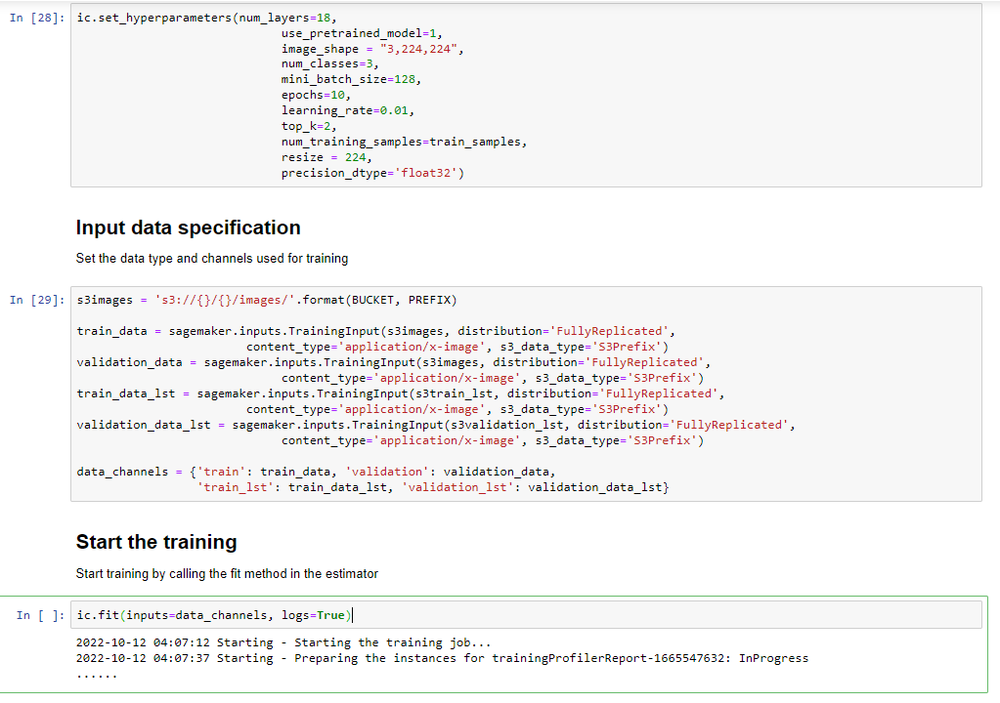 In [28]: ic.set_hyperparameters(num_layers=18,
use_pretrained_model=1,
image_shape = "3,224,224",
num_classes=3,
mini_batch_size=128,
epochs=10,
learning_rate=0.01,
top_k=2,
num_training_samples=train_samples,
resize = 224,
precision_dtype='float32')
Input data specification
Set the data type and channels used for training
In [29]: s3images = 's3://{}/{}/images/'.format(BUCKET, PREFIX)
train_data = sagemaker.inputs.TrainingInput(s3images, distribution='FullyReplicated',
content_type='application/x-image', s3_data_type='S3Prefix')
validation_data = sagemaker.inputs.TrainingInput(s3images, distribution='FullyReplicated',
content_type='application/x-image', s3_data_type='S3Prefix')
train_data_lst = sagemaker.inputs.TrainingInput(s3train_lst, distribution='FullyReplicated',
content_type='application/x-image', s3_data_type='S3Prefix')
validation_data_lst = sagemaker.inputs.TrainingInput(s3validation_lst, distribution='FullyReplicated',
content_type='application/x-image', s3_data_type='S3Prefix')
data_channels = {'train': train_data, 'validation': validation_data,
'train_lst': train_data_lst, 'validation_lst': validation_data_lst}
Start the training
Start training by calling the fit method in the estimator
In [ ]: ic.fit(inputs=data_channels, logs=True)
2022-10-12 04:07:12 Starting - Starting the training job...
2022-10-12 04:07:37 Starting - Preparing the instances for trainingProfilerReport-1665547632: InProgress
......